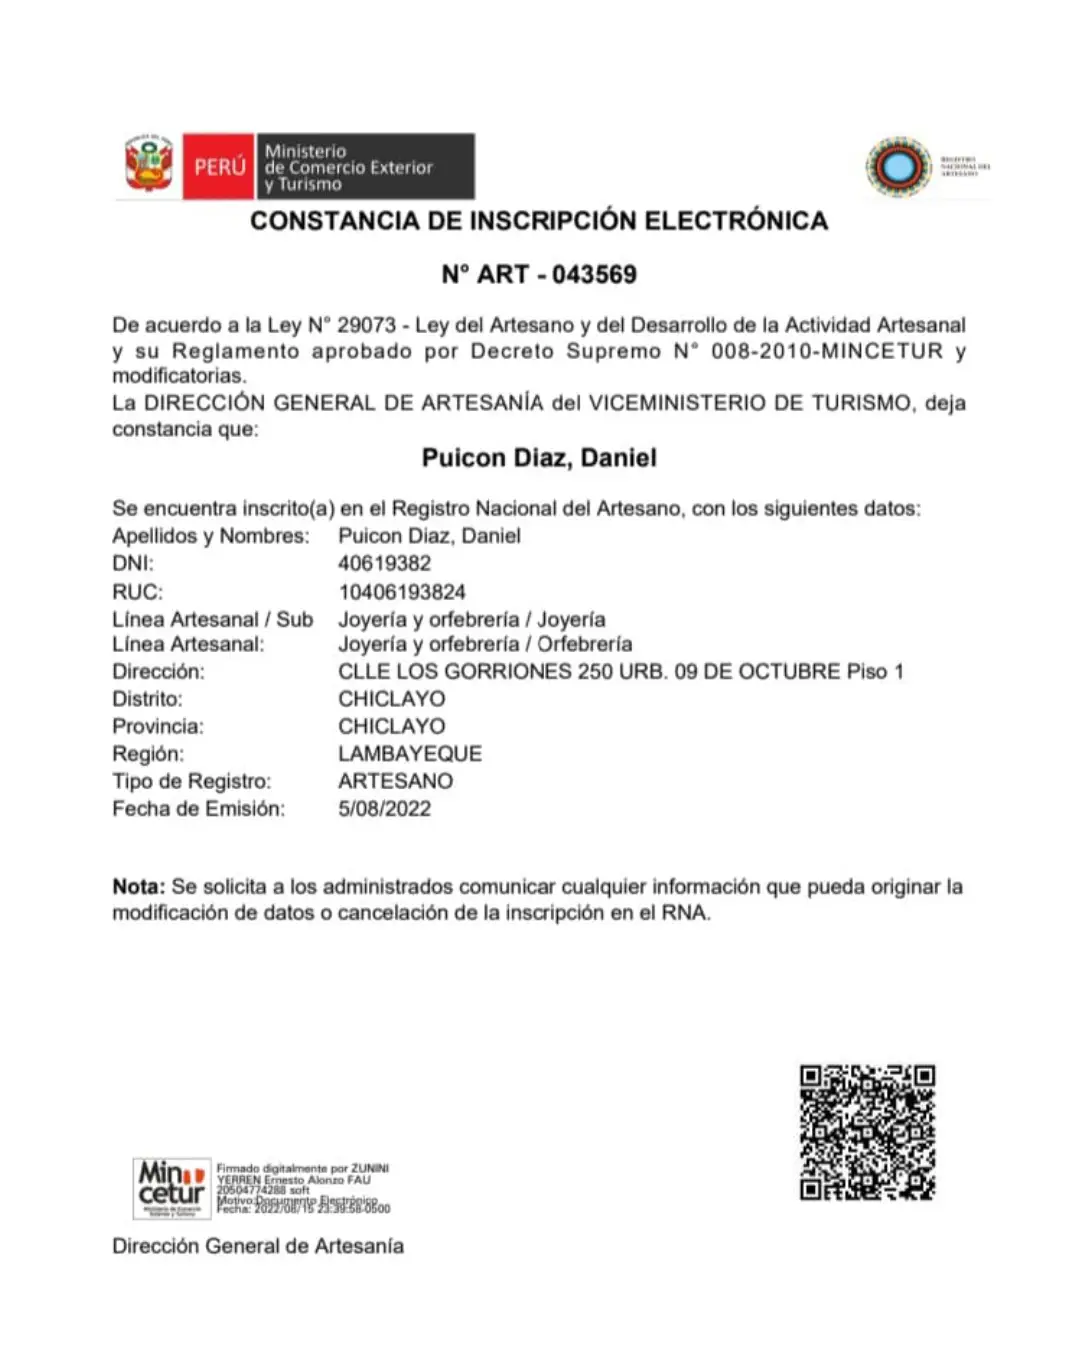 PERÚ
Ministerio
de Comercio Exterior
y Turismo
REGISTRO
NACIONAL DEL
ARTESANO
CONSTANCIA DE INSCRIPCIÓN ELECTRÓNICA
N° ART - 043569
De acuerdo a la Ley N° 29073 - Ley del Artesano y del Desarrollo de la Actividad Artesanal
y su Reglamento aprobado por Decreto Supremo N° 008-2010-MINCETUR y
modificatorias.
La DIRECCIÓN GENERAL DE ARTESANÍA del VICEMINISTERIO DE TURISMO, deja
constancia que:
Puicon Diaz, Daniel
Se encuentra inscrito(a) en el Registro Nacional del Artesano, con los siguientes datos:
Apellidos y Nombres: Puicon Diaz, Daniel
DNI: 40619382
RUC: 10406193824
Línea Artesanal / Sub Joyería y orfebrería / Joyería
Línea Artesanal: Joyería y orfebrería / Orfebrería
Dirección: CLLE LOS GORRIONES 250 URB. 09 DE OCTUBRE Piso 1
Distrito: CHICLAYO
Provincia: CHICLAYO
Región: LAMBAYEQUE
Tipo de Registro: ARTESANO
Fecha de Emisión: 5/08/2022
Nota: Se solicita a los administrados comunicar cualquier información que pueda originar la
modificación de datos o cancelación de la inscripción en el RNA.
Mincetur
Ministerio de Comercio
Exterior y Turismo
Firmado digitalmente por ZUNINI
YERREN Ernesto Alonzo FAU
20504774288 soft
Motivo:Documento Electrónico
Fecha: 2022/08/15 23:39:58-0500
Dirección General de Artesanía